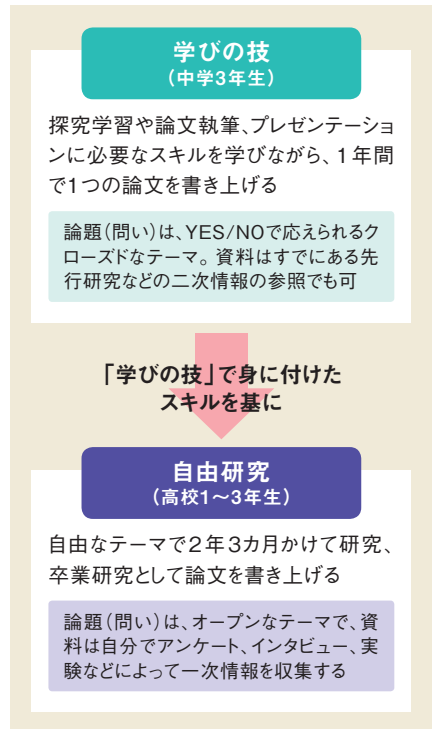 学びの技
（中学3年生）
探究学習や論文執筆、プレゼンテーショ
ンに必要なスキルを学びながら、1年間
で1つの論文を書き上げる
論題（問い）は、YES/NOで応えられるク
ローズドなテーマ。資料はすでにある先
行研究などの二次情報の参照でも可
「学びの技」で身に付けた
スキルを基に
自由研究
（高校1〜3年生）
自由なテーマで2年3カ月かけて研究、
卒業研究として論文を書き上げる
論題（問い）は、オープンなテーマで、資
料は自分でアンケート、インタビュー、実
験などによって一次情報を収集する